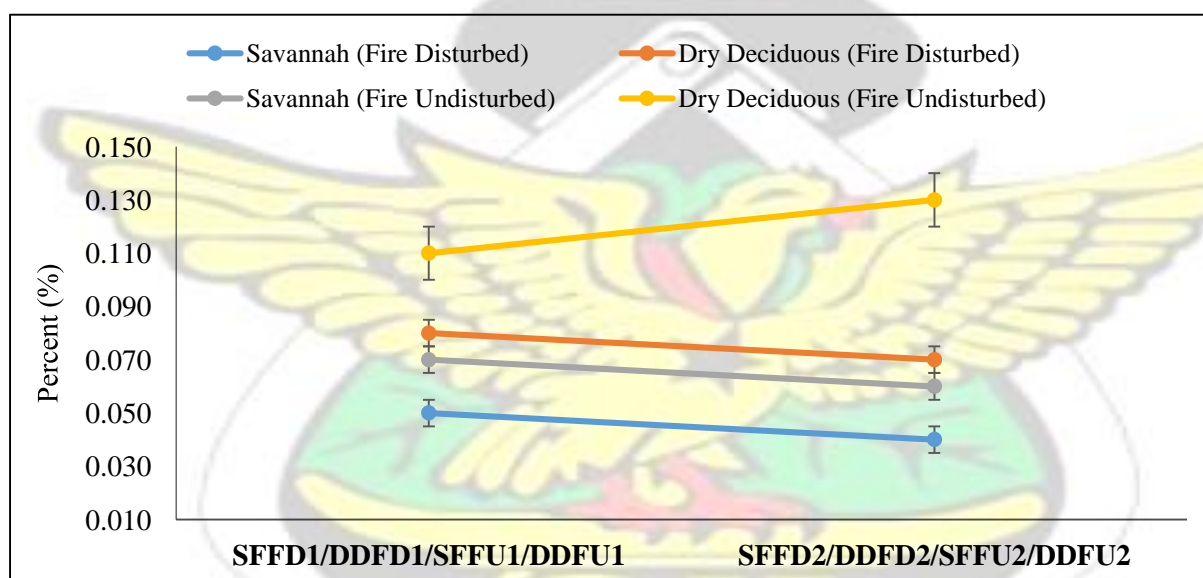 Savannah (Fire Disturbed) Dry Deciduous (Fire Disturbed)
Savannah (Fire Undisturbed) Dry Deciduous (Fire Undisturbed)
Percent (%)
0.150
0.130
0.110
0.090
0.070
0.050
0.030
0.010
SFFD1/DDFD1/SFFU1/DDFU1 SFFD2/DDFD2/SFFU2/DDFU2